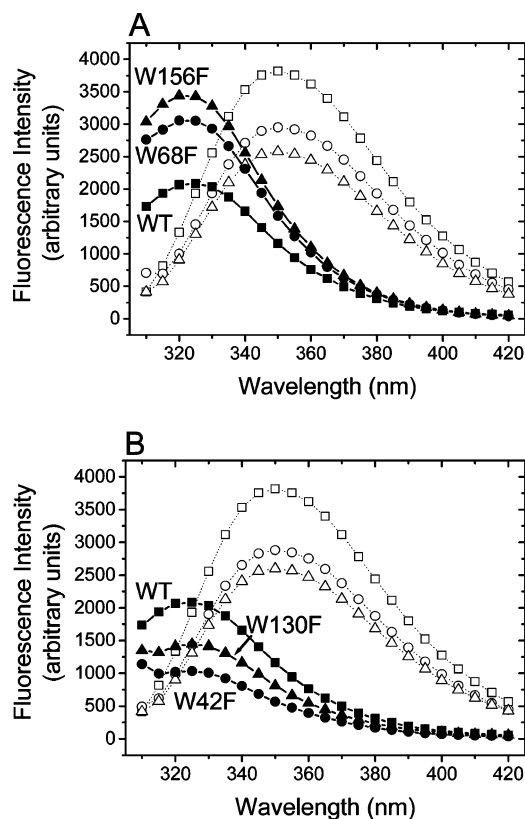 A
Fluorescence Intensity
(arbitrary units)
4000
3500
3000
2500
2000
1500
1000
500
0
W156F
W68F
WT
320 340 360 380 400 420
Wavelength (nm)
B
Fluorescence Intensity
(arbitrary units)
4000
3500
3000
2500
2000
1500
1000
500
0
WT
W130F
W42F
320 340 360 380 400 420
Wavelength (nm)